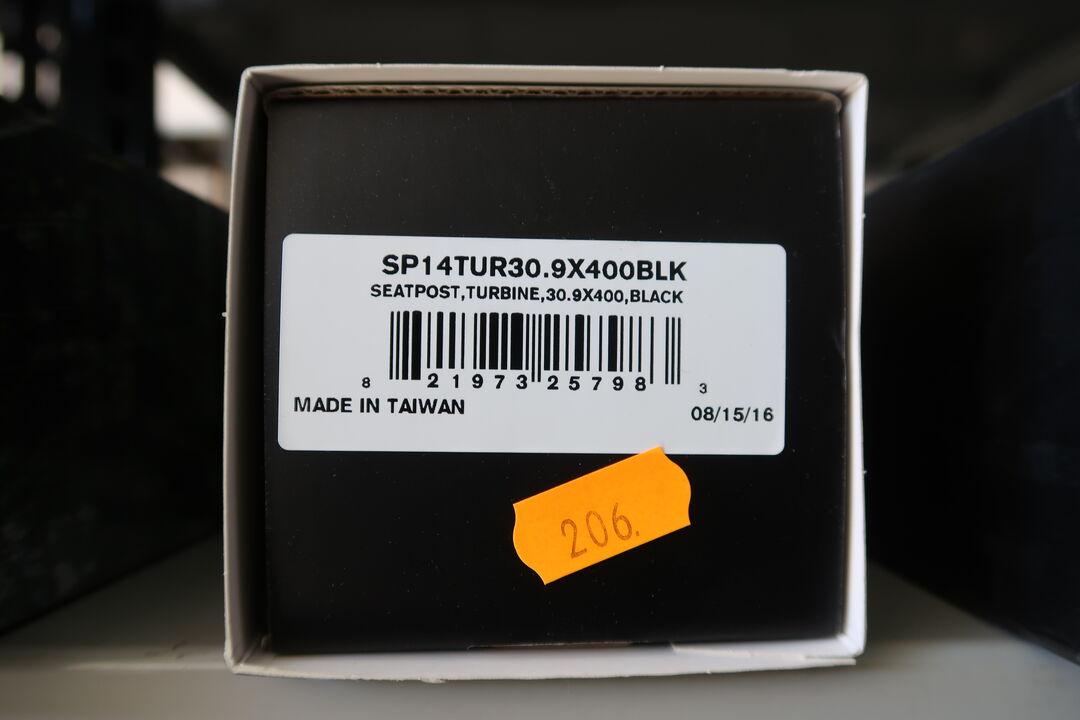 SP14TUR30.9X400BLK
SEATPOST,TURBINE,30.9X400,BLACK
8 21973 25798 3
MADE IN TAIWAN
08/15/16
206.